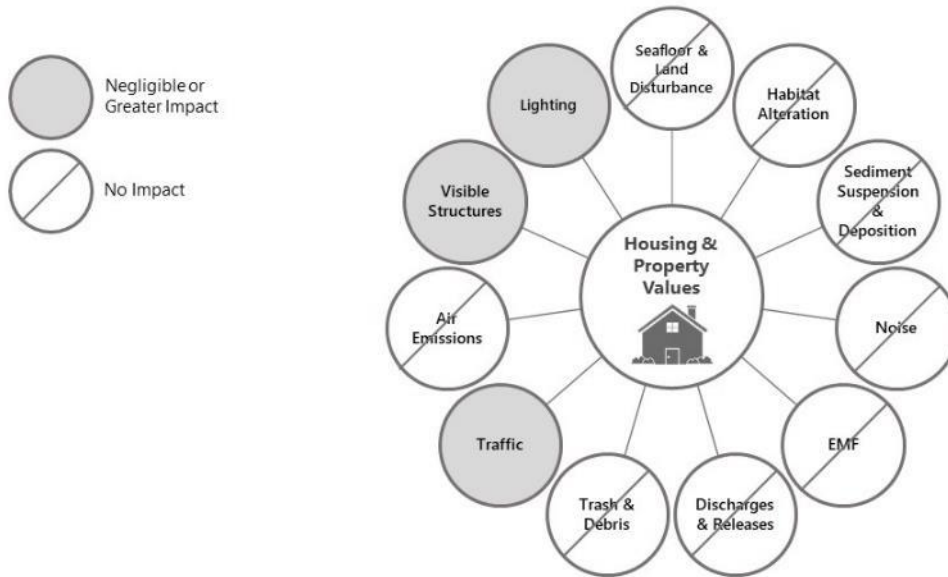 Negligible or
Greater Impact
No Impact
Seafloor &
Land
Disturbance
Habitat
Alteration
Sediment
Suspension
&
Deposition
Noise
EMF
Discharges
& Releases
Trash &
Debris
Traffic
Air
Emissions
Visible
Structures
Lighting
Housing &
Property
Values